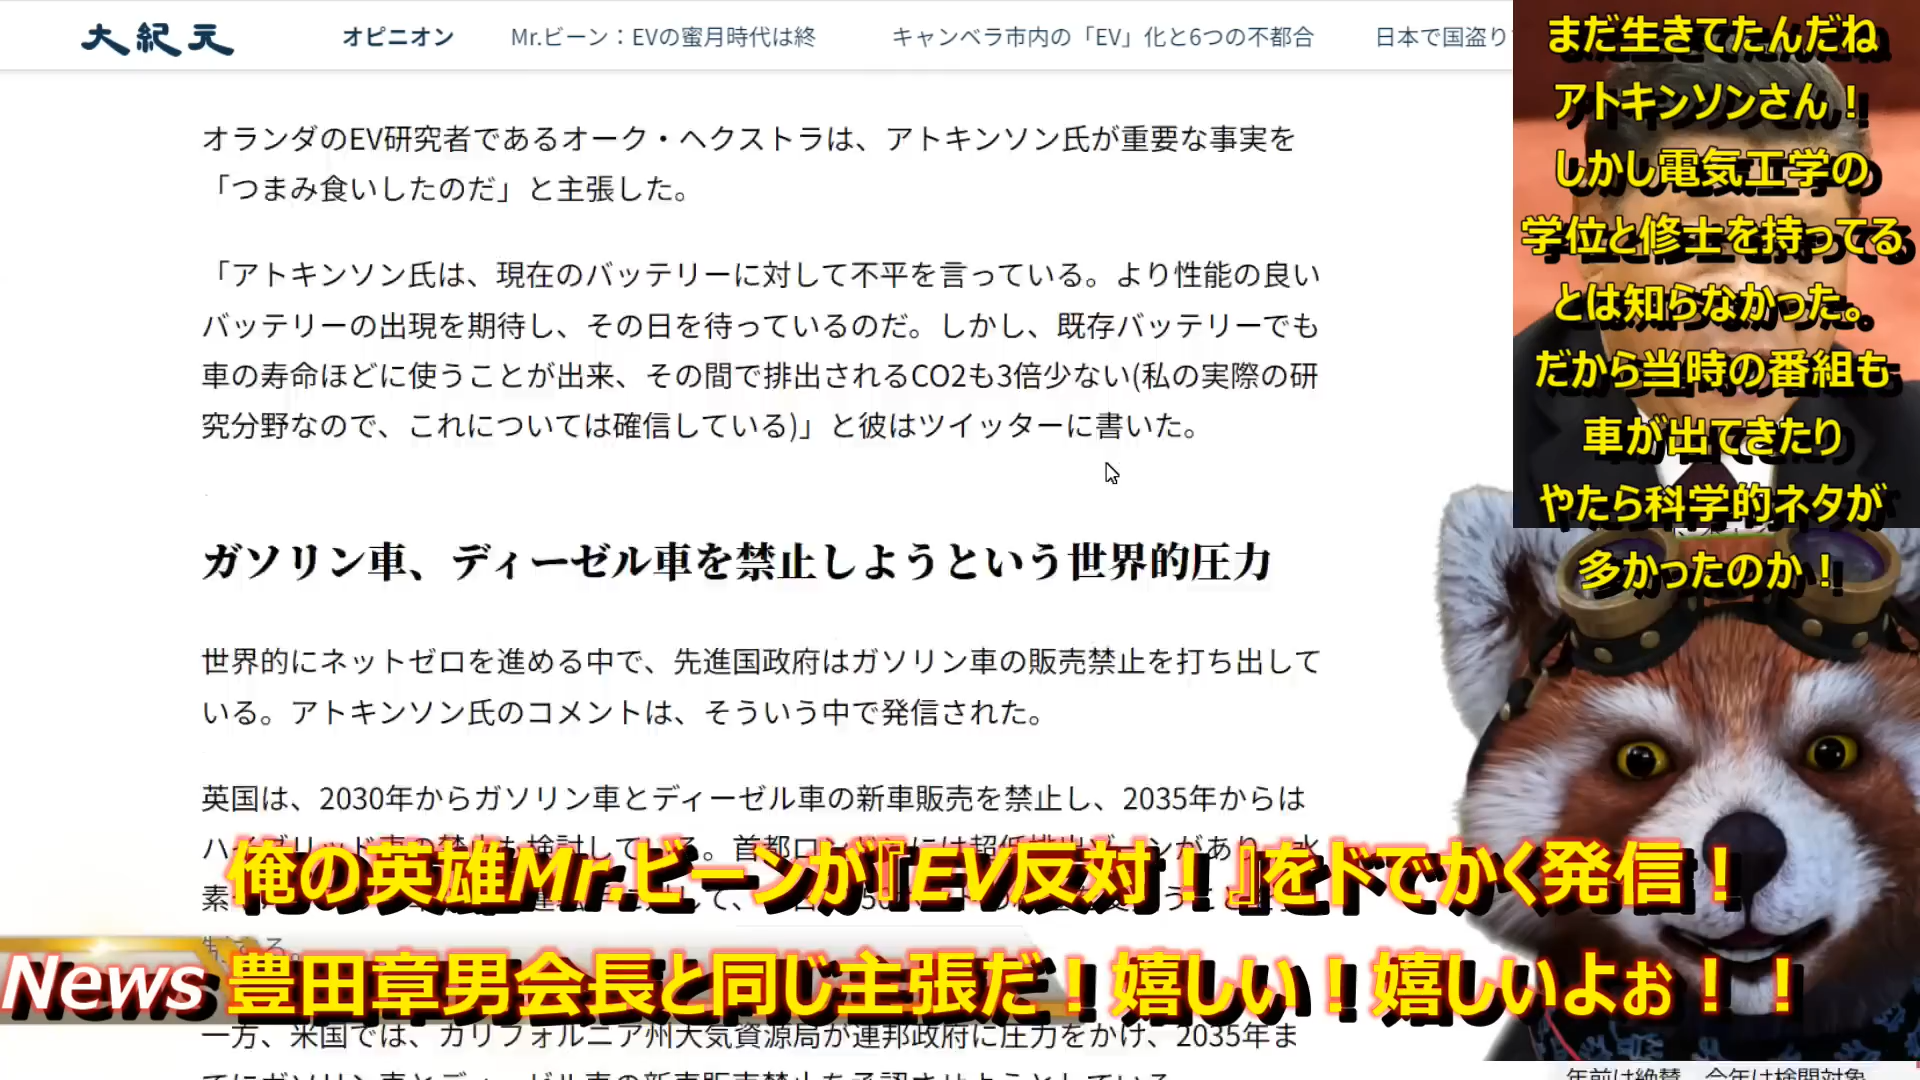 大紀元
オピニオン
Mr.ビーン：EVの蜜月時代は終
キャンベラ市内の「EV」化と6つの不都合
日本で国盗り
オランダのEV研究者であるオーク・ヘクストラは、アトキンソン氏が重要な事実を
「つまみ食いしたのだ」と主張した。
「アトキンソン氏は、現在のバッテリーに対して不平を言っている。より性能の良い
バッテリーの出現を期待し、その日を待っているのだ。しかし、既存バッテリーでも
車の寿命ほどに使うことが出来、その間で排出されるCO2も3倍少ない(私の実際の研
究分野なので、これについては確信している)」と彼はツイッターに書いた。
ガソリン車、ディーゼル車を禁止しようという世界的圧力
世界的にネットゼロを進める中で、先進国政府はガソリン車の販売禁止を打ち出して
いる。アトキンソン氏のコメントは、そういう中で発信された。
英国は、2030年からガソリン車とディーゼル車の新車販売を禁止し、2035年からは
一方、米国では、カリフォルニア州大気資源局が連邦政府に圧力をかけ、2035年ま
まだ生きてたんだね
アトキンソンさん！
しかし電気工学の
学位と修士を持ってる
とは知らなかった。
だから当時の番組も
車が出てきたり
やたら科学的ネタが
多かったのか！
俺の英雄Mr.ビーンが『EV反対！』をドでかく発信！
News
豊田章男会長と同じ主張だ！嬉しい！嬉しいよぉ！！